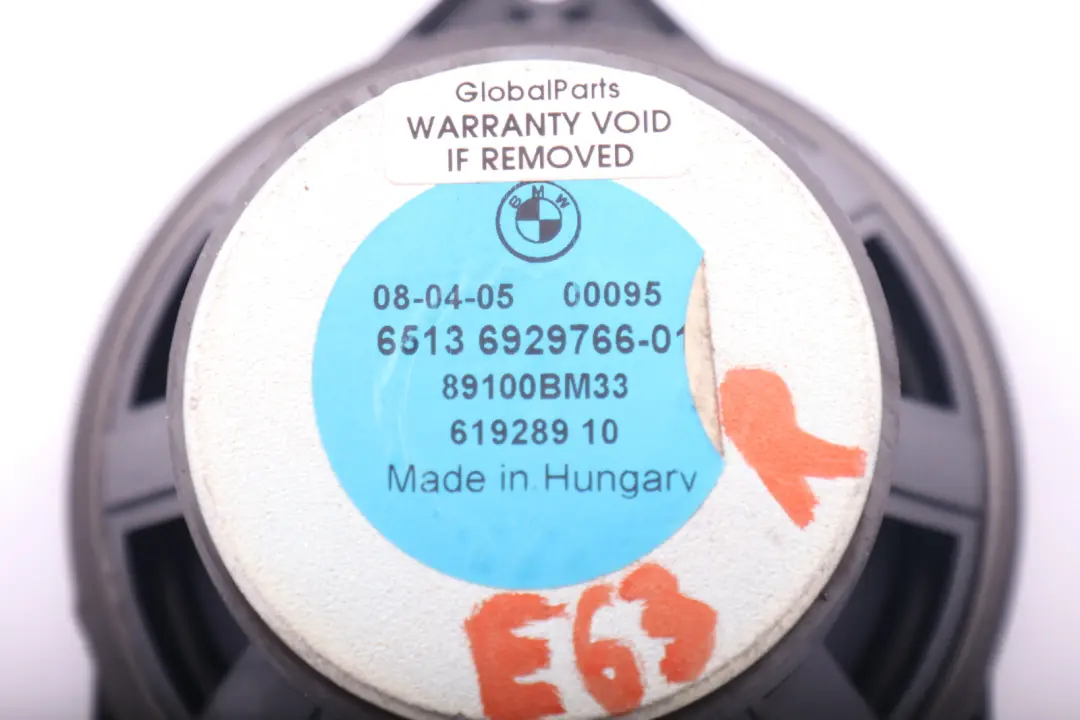 GlobalParts
WARRANTY VOID
IF REMOVED
BMW
08-04-05 00095
6513 6929766-01
89100BM33
619289 10
Made in Hungary
R
E63